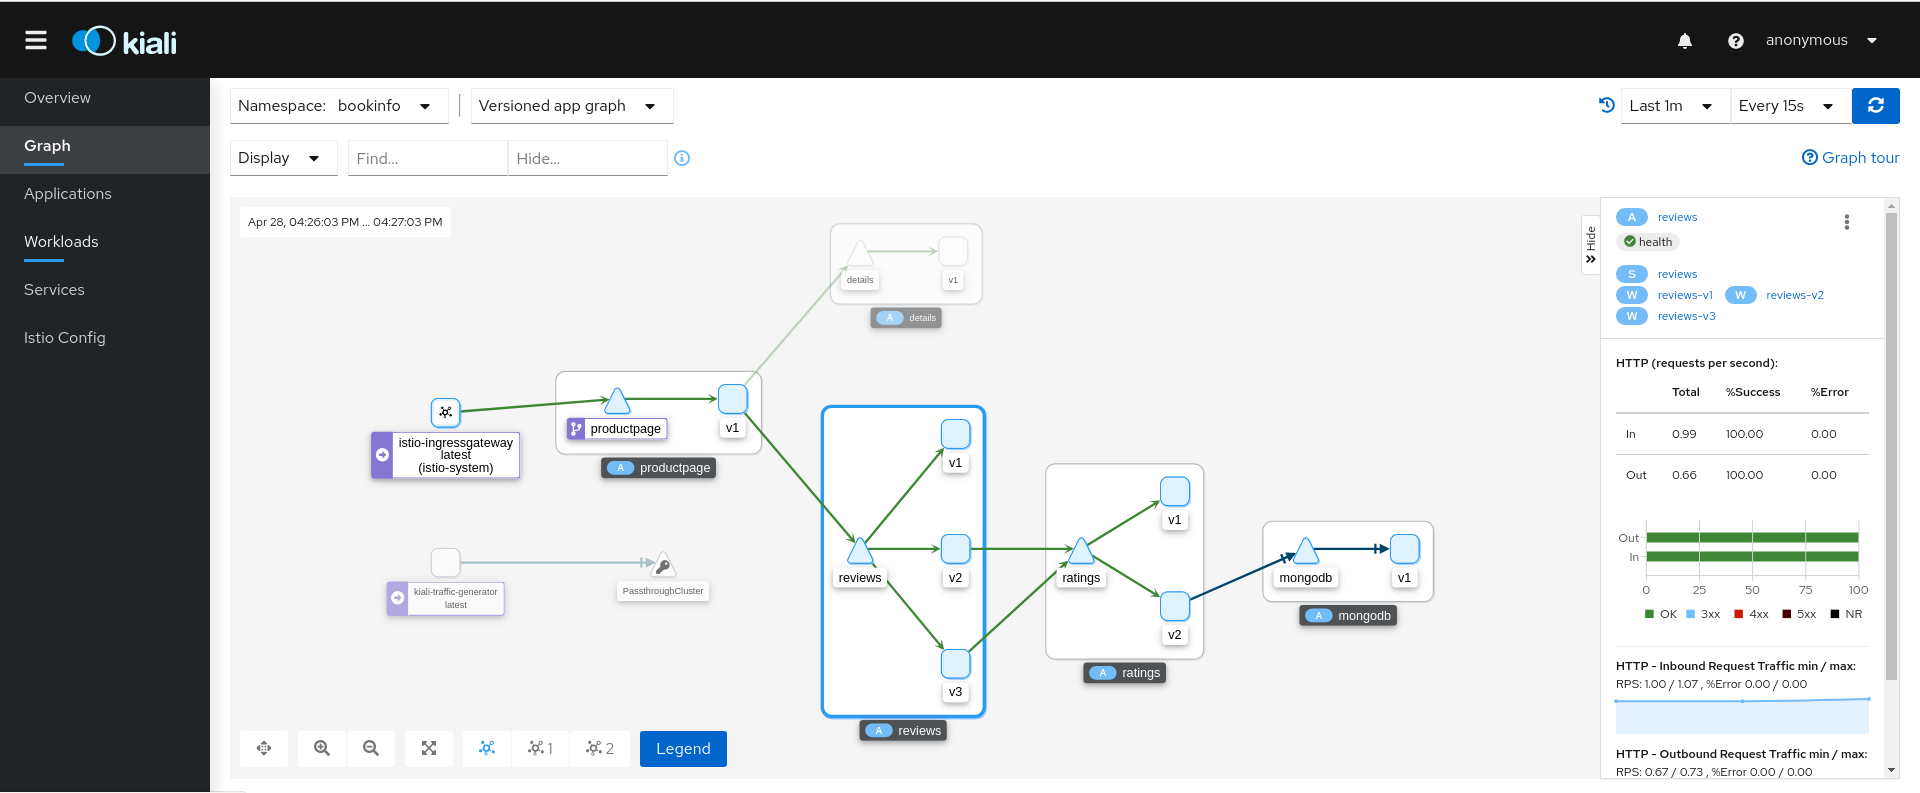 kiali
anonymous
Overview
Graph
Applications
Workloads
Services
Istio Config
Namespace: bookinfo
Versioned app graph
Last 1m
Every 15s
Display
Find...
Hide...
Graph tour
Apr 28, 04:26:03 PM ... 04:27:03 PM
details
v1
A details
productpage
v1
A productpage
istio-ingressgateway
latest
(istio-system)
kiali-traffic-generator
latest
PassthroughCluster
v1
reviews
v2
v3
A reviews
v1
ratings
v2
A ratings
mongodb
v1
A mongodb
1
2
Legend
Hide
A reviews
health
S reviews
W reviews-v1 W reviews-v2
W reviews-v3
HTTP (requests per second):
Total %Success %Error
In 0.99 100.00 0.00
Out 0.66 100.00 0.00
Out
In
0 25 50 75 100
OK 3xx 4xx 5xx NR
HTTP - Inbound Request Traffic min / max:
RPS: 1.00 / 1.07 , %Error 0.00 / 0.00
HTTP - Outbound Request Traffic min / max:
RPS: 0.67 / 0.73 , %Error 0.00 / 0.00